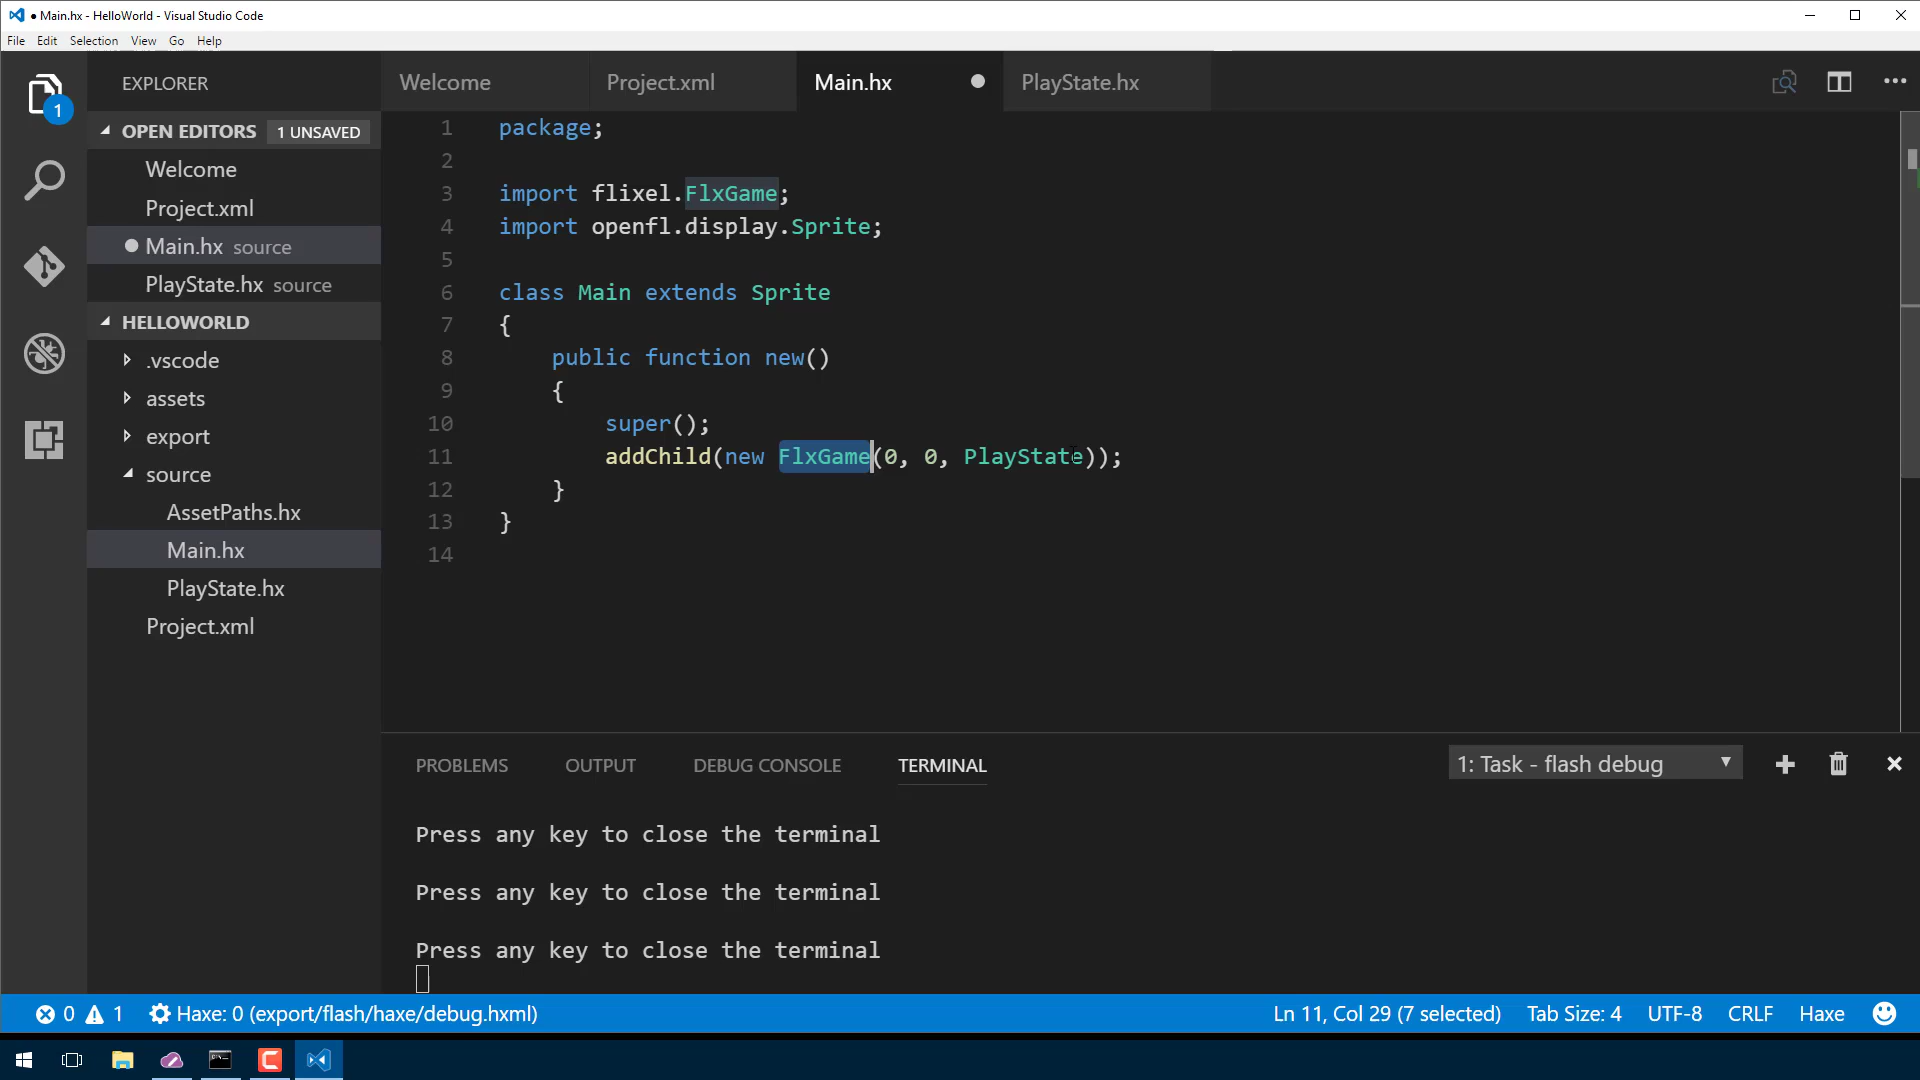 Main.hx - HelloWorld - Visual Studio Code
File Edit Selection View Go Help
1
EXPLORER
OPEN EDITORS 1 UNSAVED
Welcome
Project.xml
Main.hx source
PlayState.hx source
HELLOWORLD
.vscode
assets
export
source
AssetPaths.hx
Main.hx
PlayState.hx
Project.xml
Welcome Project.xml Main.hx PlayState.hx
1 package;
2
3 import flixel.FlxGame;
4 import openfl.display.Sprite;
5
6 class Main extends Sprite
7 {
8 public function new()
9 {
10 super();
11 addChild(new FlxGame(0, 0, PlayState));
12 }
13 }
14
PROBLEMS OUTPUT DEBUG CONSOLE TERMINAL 1: Task - flash debug
Press any key to close the terminal
Press any key to close the terminal
Press any key to close the terminal
0 1 Haxe: 0 (export/flash/haxe/debug.hxml) Ln 11, Col 29 (7 selected) Tab Size: 4 UTF-8 CRLF Haxe